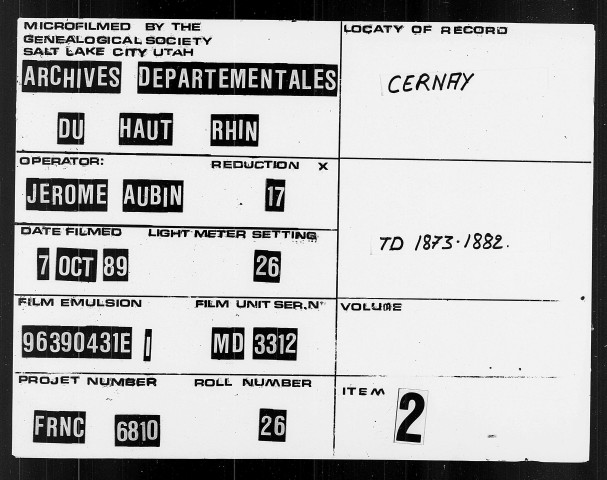 MICROFILMED BY THE
GENEALOGICAL SOCIETY
SALT LAKE CITY UTAH
ARCHIVES DEPARTEMENTALES
DU HAUT RHIN
OPERATOR: REDUCTION X
JEROME AUBIN 17
DATE FILMED LIGHT METER SETTING
7 OCT 89 26
FILM EMULSION FILM UNIT SER.N°
96390431E I MD 3312
PROJET NUMBER ROLL NUMBER
FRNC 6810 26
LOCATY OF RECORD
CERNAY
TD 1873-1882.
VOLUME
ITEM 2